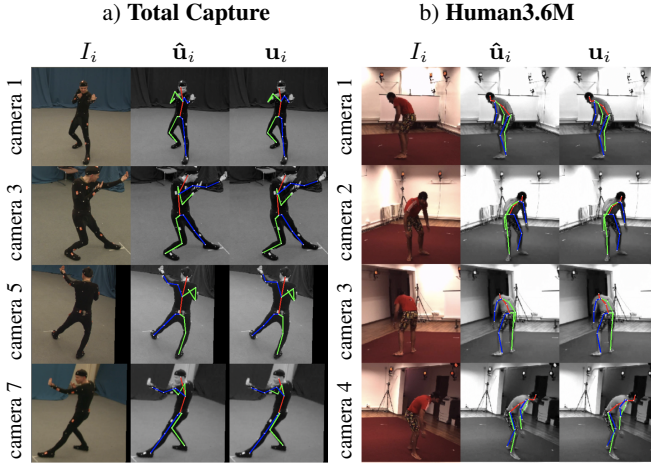 a) Total Capture
b) Human3.6M
I_i û_i u_i
I_i û_i u_i
camera 1
camera 3
camera 5
camera 7
camera 1
camera 2
camera 3
camera 4